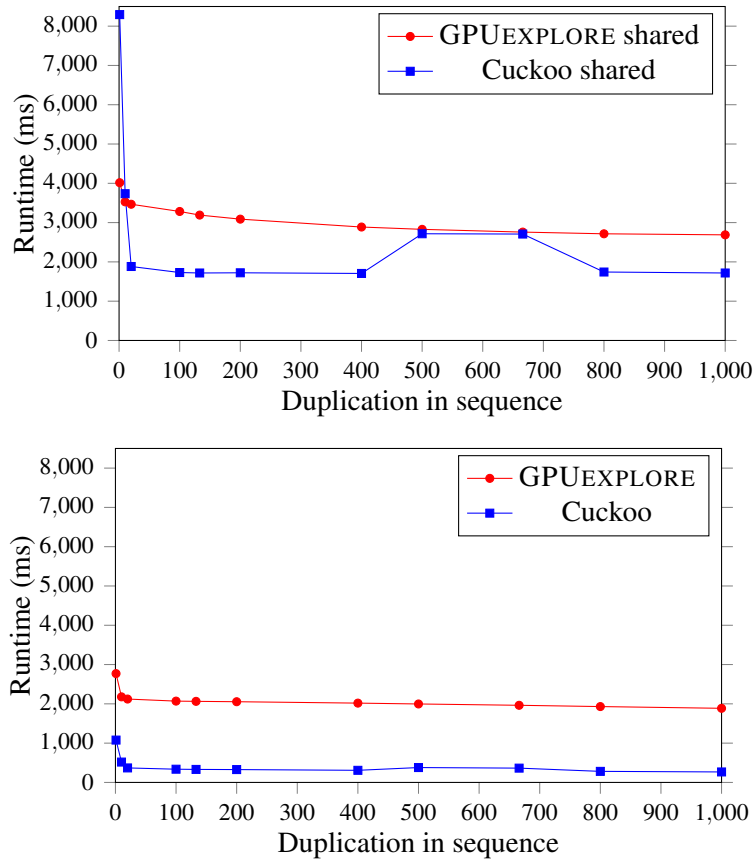 8,000
7,000
6,000
5,000
4,000
3,000
2,000
1,000
0
Runtime (ms)
GPUEXPLORE shared
Cuckoo shared
0 100 200 300 400 500 600 700 800 900 1,000
Duplication in sequence
8,000
7,000
6,000
5,000
4,000
3,000
2,000
1,000
0
Runtime (ms)
GPUEXPLORE
Cuckoo
0 100 200 300 400 500 600 700 800 900 1,000
Duplication in sequence